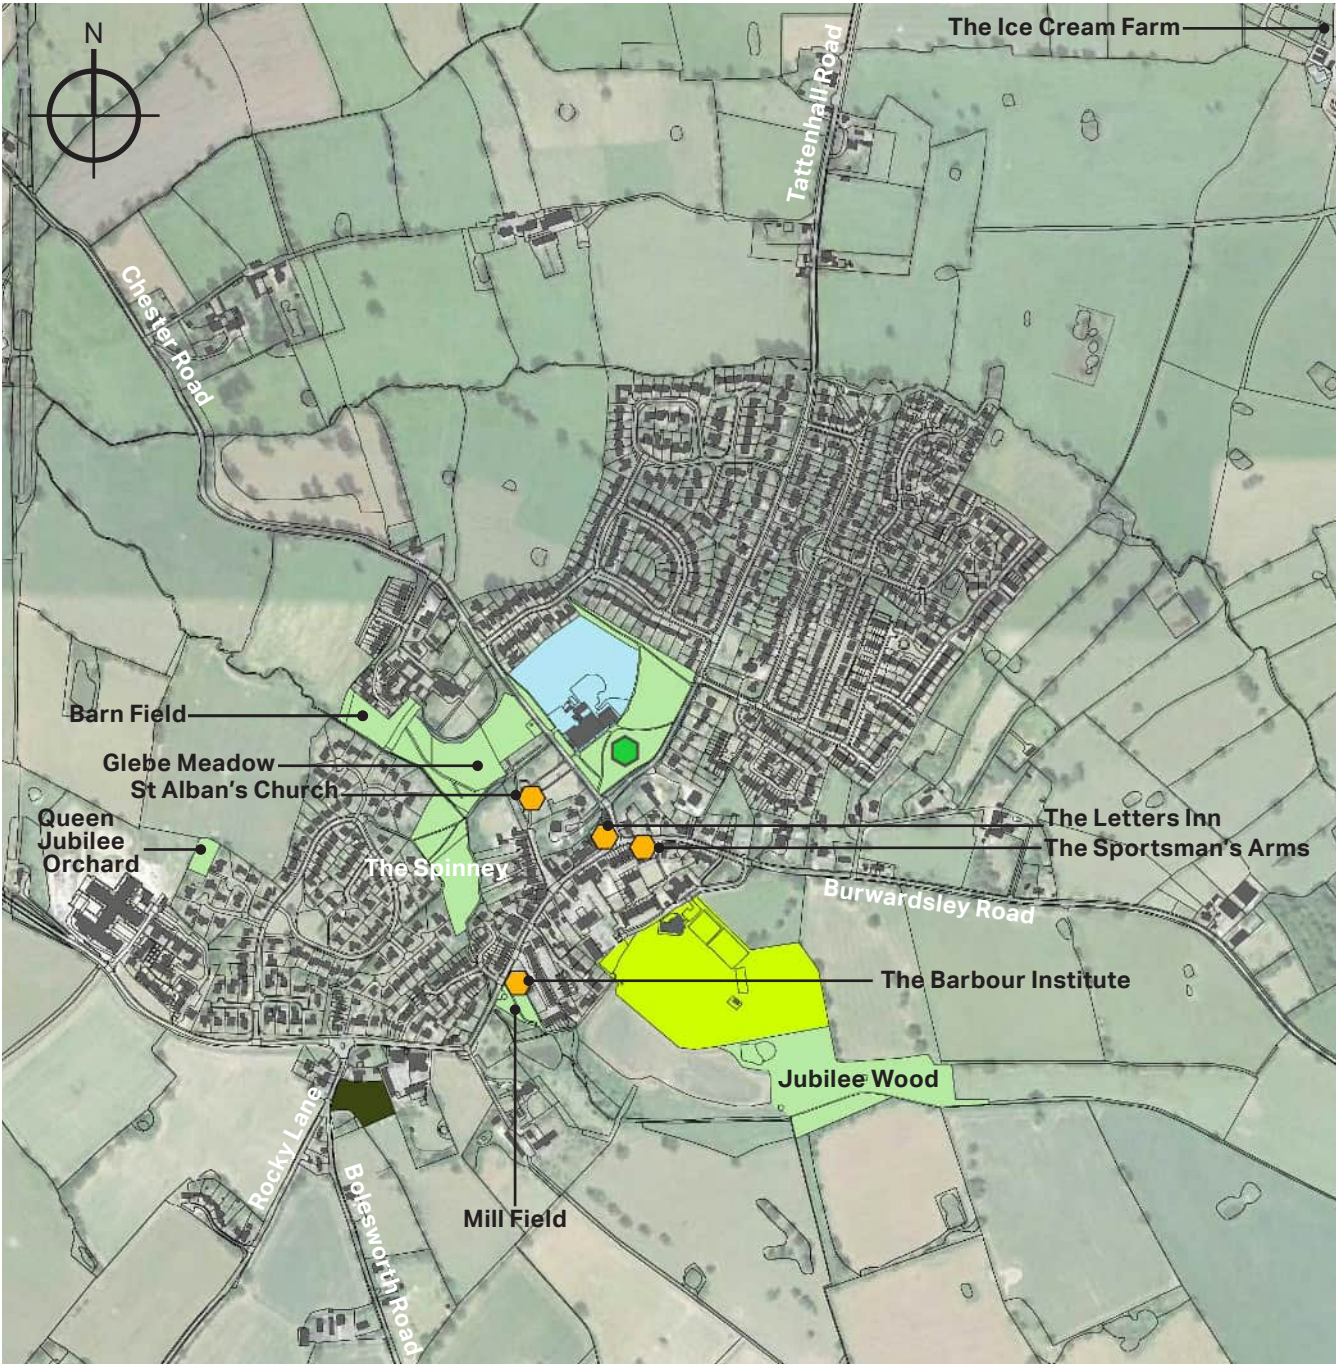 The Ice Cream Farm
N
Tattenhall Road
Chester Road
Barn Field
Glebe Meadow
St Alban's Church
Queen
Jubilee
Orchard
The Spinney
The Letters Inn
The Sportsman's Arms
Burwardsley Road
The Barbour Institute
Jubilee Wood
Rocky Lane
Bolesworth Road
Mill Field